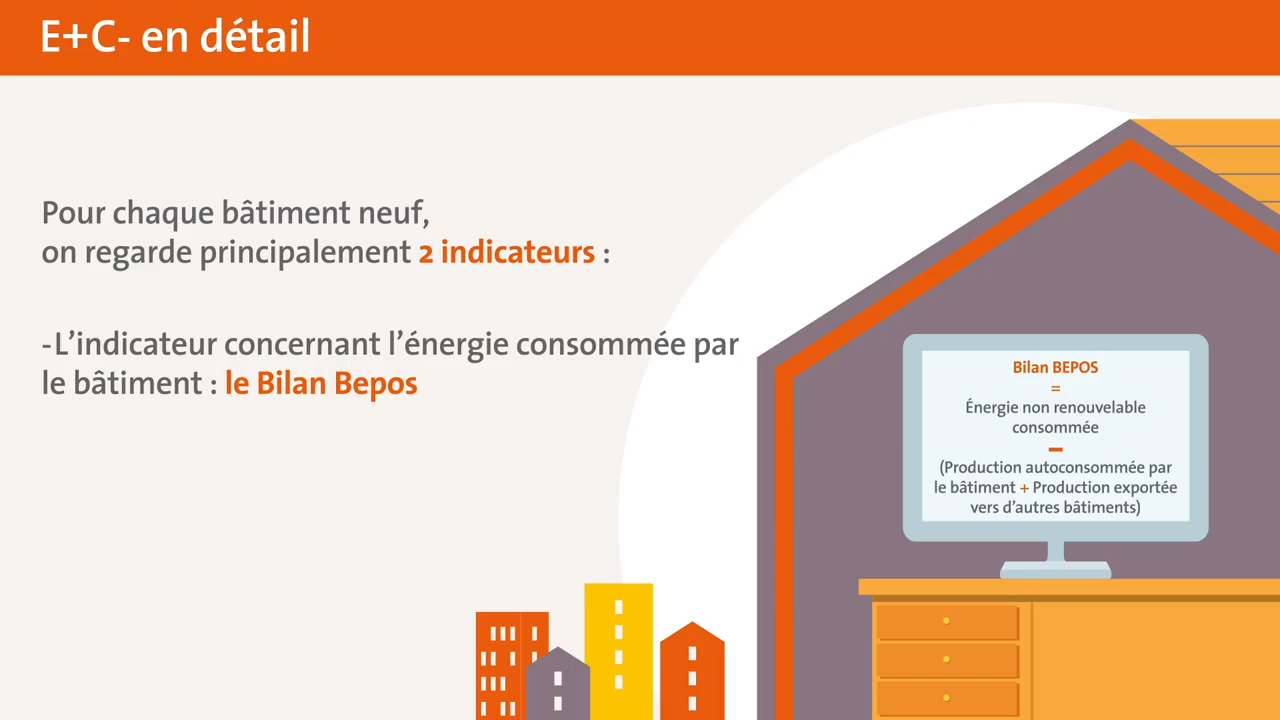 E+C- en détail
Pour chaque bâtiment neuf,
on regarde principalement 2 indicateurs :
-L’indicateur concernant l’énergie consommée par
le bâtiment : le Bilan Bepos
Bilan BEPOS
=
Énergie non renouvelable
consommée
–
(Production autoconsommée par
le bâtiment + Production exportée
vers d’autres bâtiments)